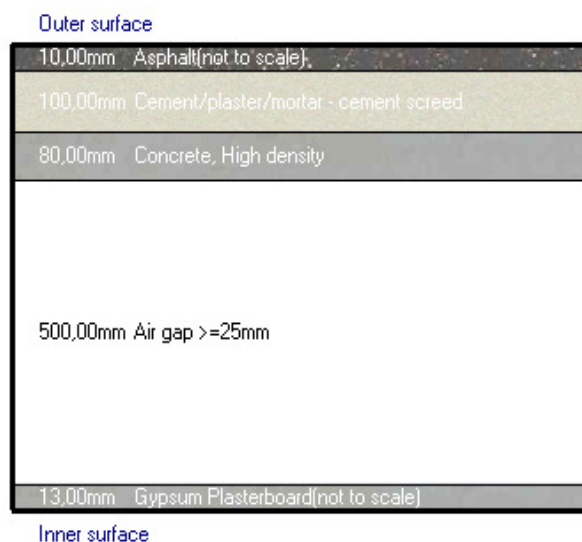 Outer surface
10,00mm Asphalt(not to scale)
100,00mm Cement/plaster/mortar - cement screed
80,00mm Concrete, High density
500,00mm Air gap >=25mm
13,00mm Gypsum Plasterboard(not to scale)
Inner surface